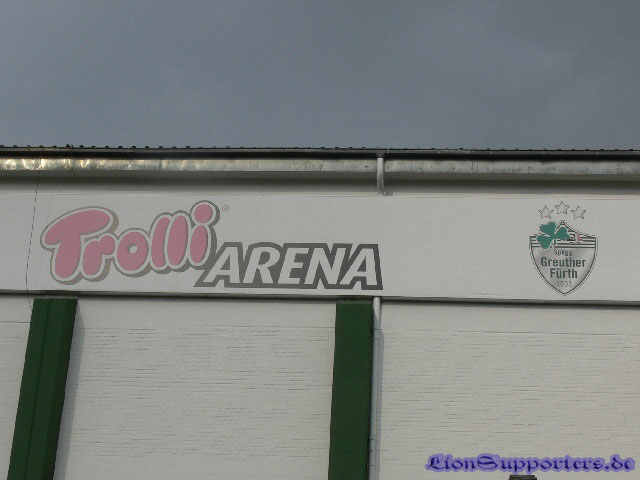 Trolli ARENA
SpVgg
Greuther
Fürth
1903
LionSupporters.de